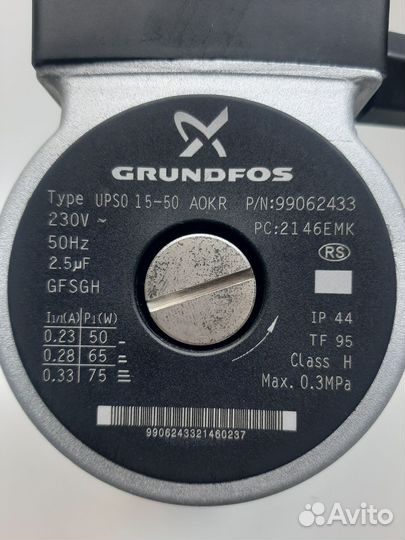 GRUNDFOS
Type UPSO 15-50 AOKR P/N:99062433
230V ~ PC:2146EMK
50Hz RS
2.5µF
GFSGH
I1/1(A) P1(W) IP 44
0.23 50 TF 95
0.28 65 Class H
0.33 75 Max. 0.3MPa
9906243321460237
Avito